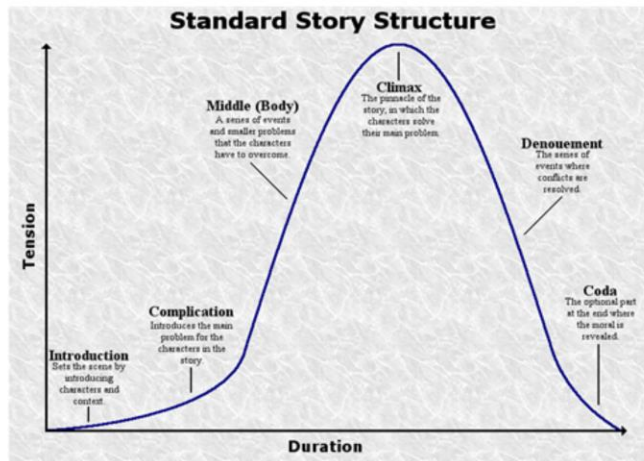 Standard Story Structure
Climax
The pinnacle of the
story, in which the
characters solve
their main problem.
Middle (Body)
A series of events
and smaller problems
that the characters
have to overcome.
Denouement
The series of
events where
conflicts are
resolved.
Tension
Complication
Introduces the main
problem for the
characters in the
story.
Coda
The optional part
at the end where
the moral is
revealed.
Introduction
Sets the scene by
introducing
characters and
context.
Duration